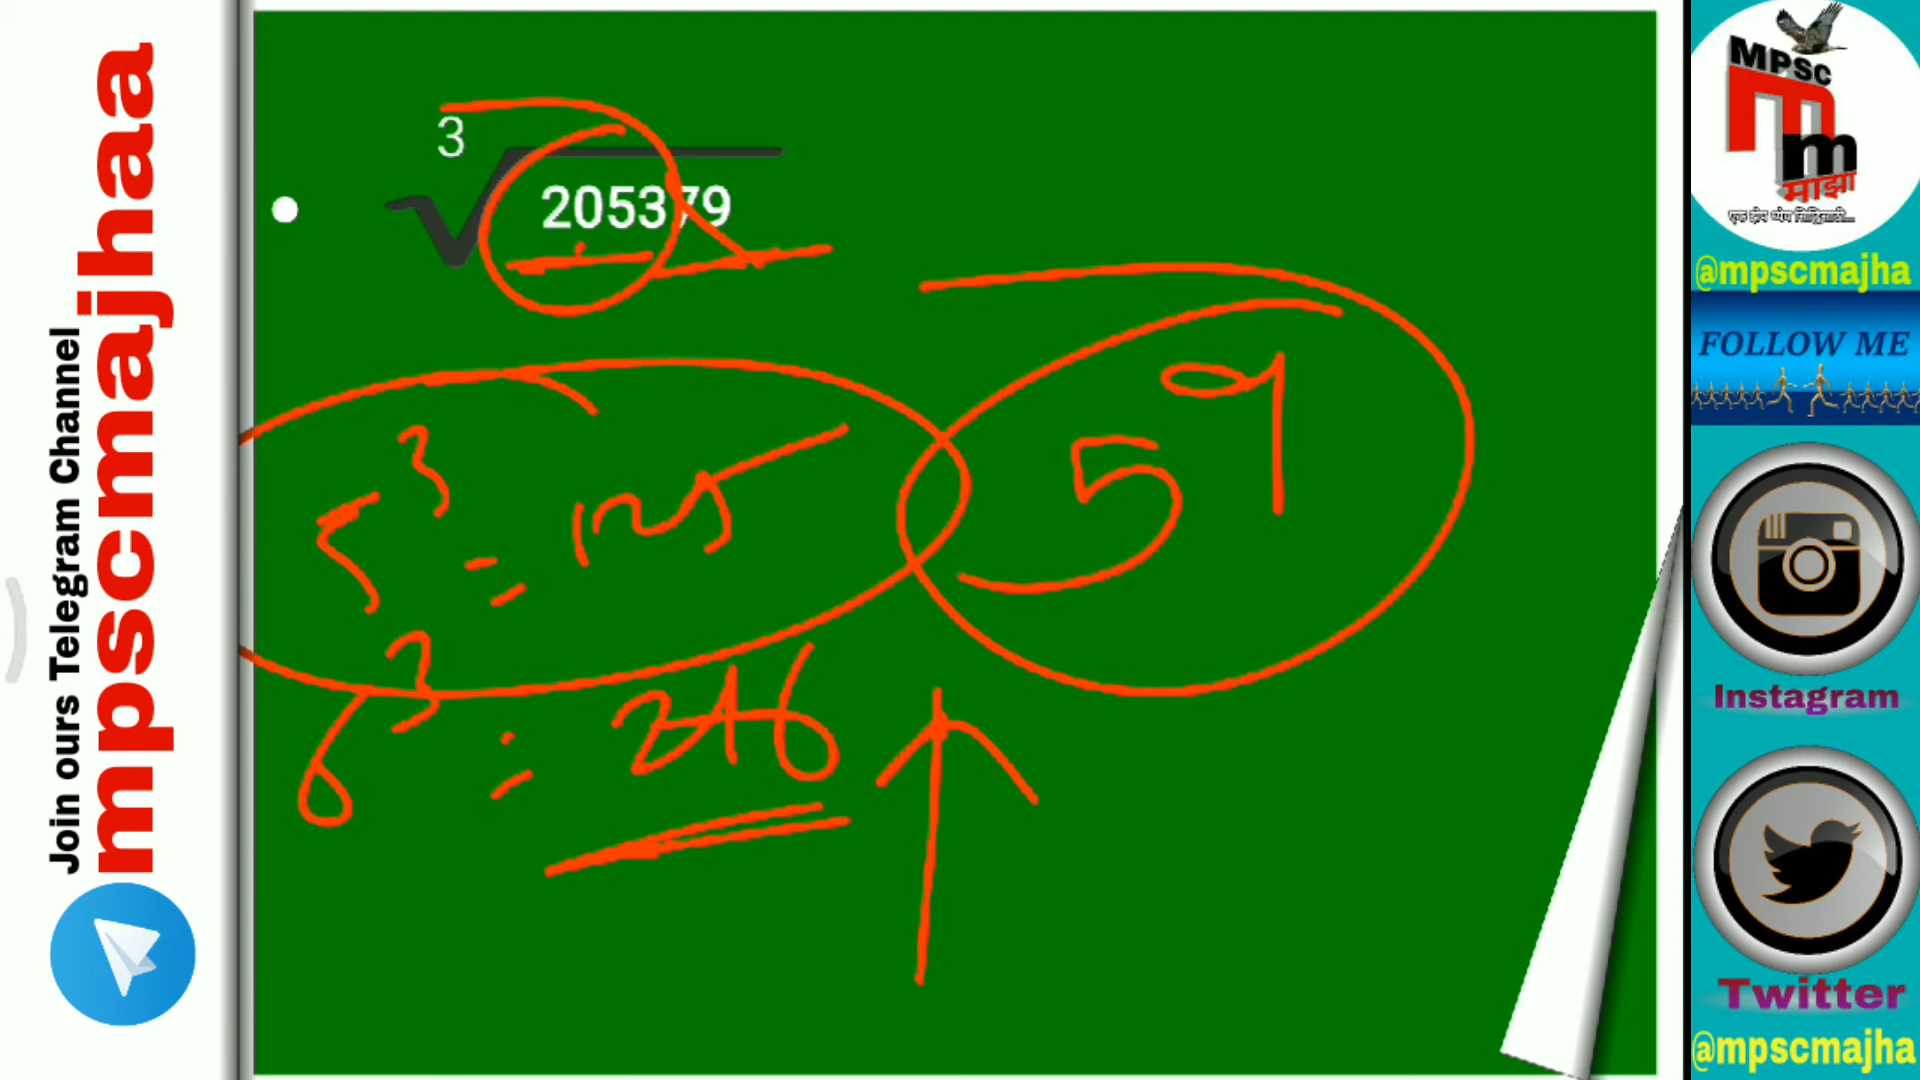 Join ours Telegram Channel
mpscmajhaa
3
205379
5³ = 125
6³ = 216
59
MPSC
m
माझा
@mpscmajha
FOLLOW ME
Instagram
Twitter
@mpscmajha